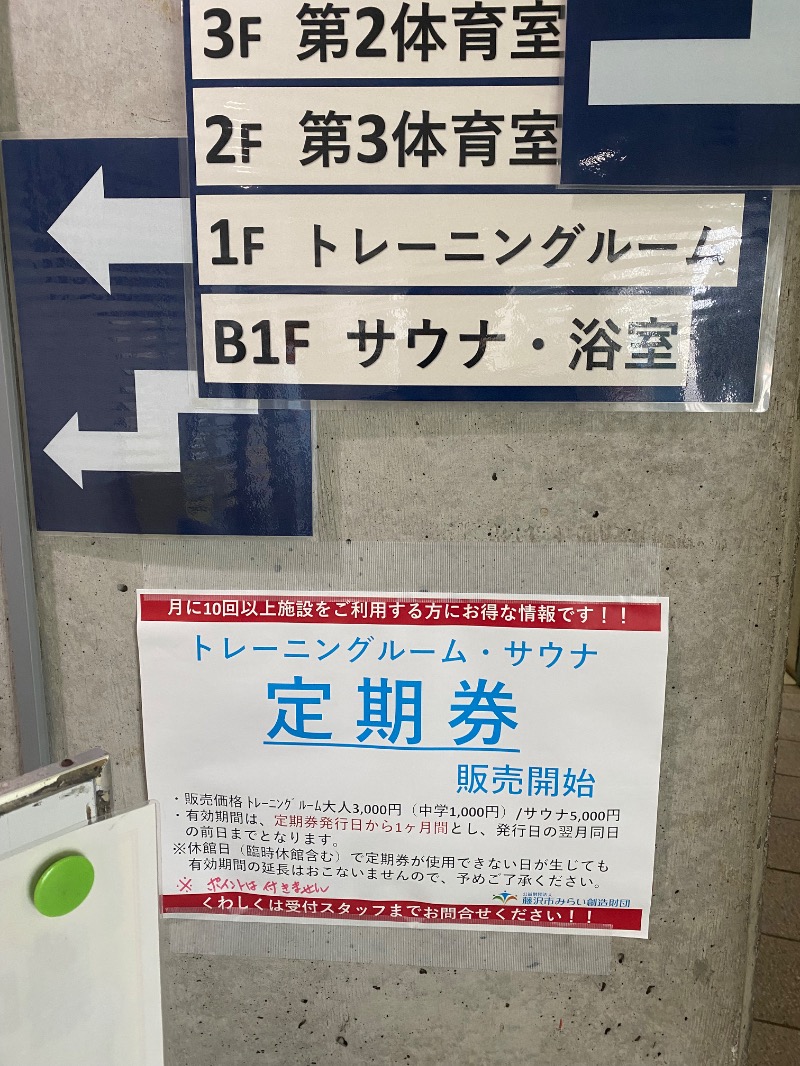 3F 第2体育室
2F 第3体育室
1F トレーニングルーム
B1F サウナ・浴室
月に10回以上施設をご利用する方にお得な情報です！！
トレーニングルーム・サウナ
定期券
販売開始
・販売価格 ﾄﾚｰﾆﾝｸﾞﾙｰﾑ大人3,000円（中学1,000円）/サウナ5,000円
・有効期間は、定期券発行日から1ヶ月間とし、発行日の翌月同日
の前日までとなります。
※休館日（臨時休館含む）で定期券が使用できない日が生じても
有効期間の延長はおこないませんので、予めご了承ください。
※ ポイントは付きません
公益財団法人
藤沢市みらい創造財団
くわしくは受付スタッフまでお問合せください！！